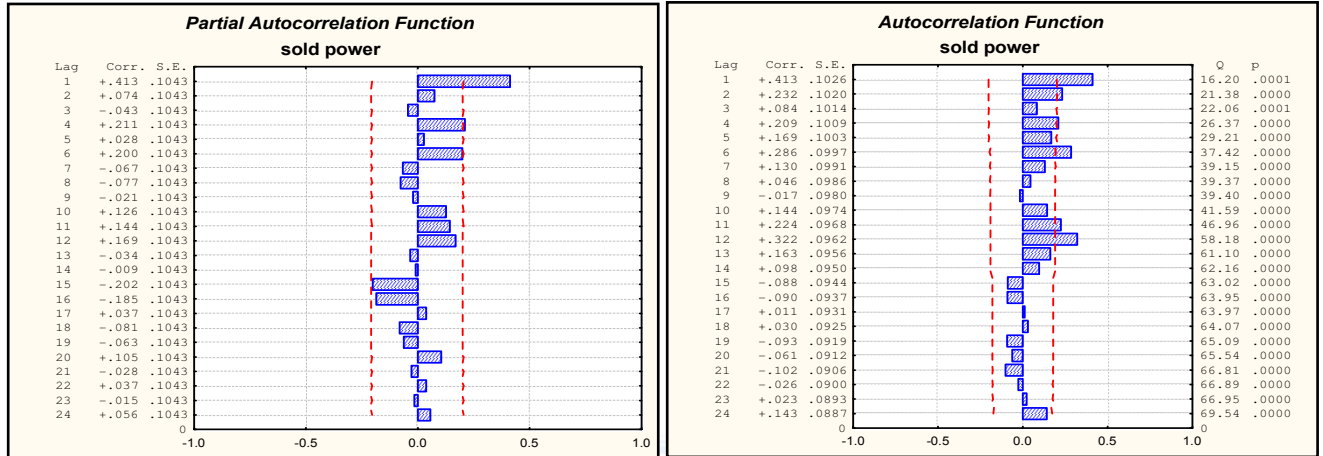 Partial Autocorrelation Function
sold power
Lag Corr. S.E.
1 +.413 .1043
2 +.074 .1043
3 -.043 .1043
4 +.211 .1043
5 +.028 .1043
6 +.200 .1043
7 -.067 .1043
8 -.077 .1043
9 -.021 .1043
10 +.126 .1043
11 +.144 .1043
12 +.169 .1043
13 -.034 .1043
14 -.009 .1043
15 -.202 .1043
16 -.185 .1043
17 +.037 .1043
18 -.081 .1043
19 -.063 .1043
20 +.105 .1043
21 -.028 .1043
22 +.037 .1043
23 -.015 .1043
24 +.056 .1043
0
-1.0 -0.5 0.0 0.5 1.0
Autocorrelation Function
sold power
Lag Corr. S.E. Q p
1 +.413 .1026 16.20 .0001
2 +.232 .1020 21.38 .0000
3 +.084 .1014 22.06 .0001
4 +.209 .1009 26.37 .0000
5 +.169 .1003 29.21 .0000
6 +.286 .0997 37.42 .0000
7 +.130 .0991 39.15 .0000
8 +.046 .0986 39.37 .0000
9 -.017 .0980 39.40 .0000
10 +.144 .0974 41.59 .0000
11 +.224 .0968 46.96 .0000
12 +.322 .0962 58.18 .0000
13 +.163 .0956 61.10 .0000
14 +.098 .0950 62.16 .0000
15 -.088 .0944 63.02 .0000
16 -.090 .0937 63.95 .0000
17 +.011 .0931 63.97 .0000
18 +.030 .0925 64.07 .0000
19 -.093 .0919 65.09 .0000
20 -.061 .0912 65.54 .0000
21 -.102 .0906 66.81 .0000
22 -.026 .0900 66.89 .0000
23 +.023 .0893 66.95 .0000
24 +.143 .0887 69.54 .0000
0 0
-1.0 -0.5 0.0 0.5 1.0